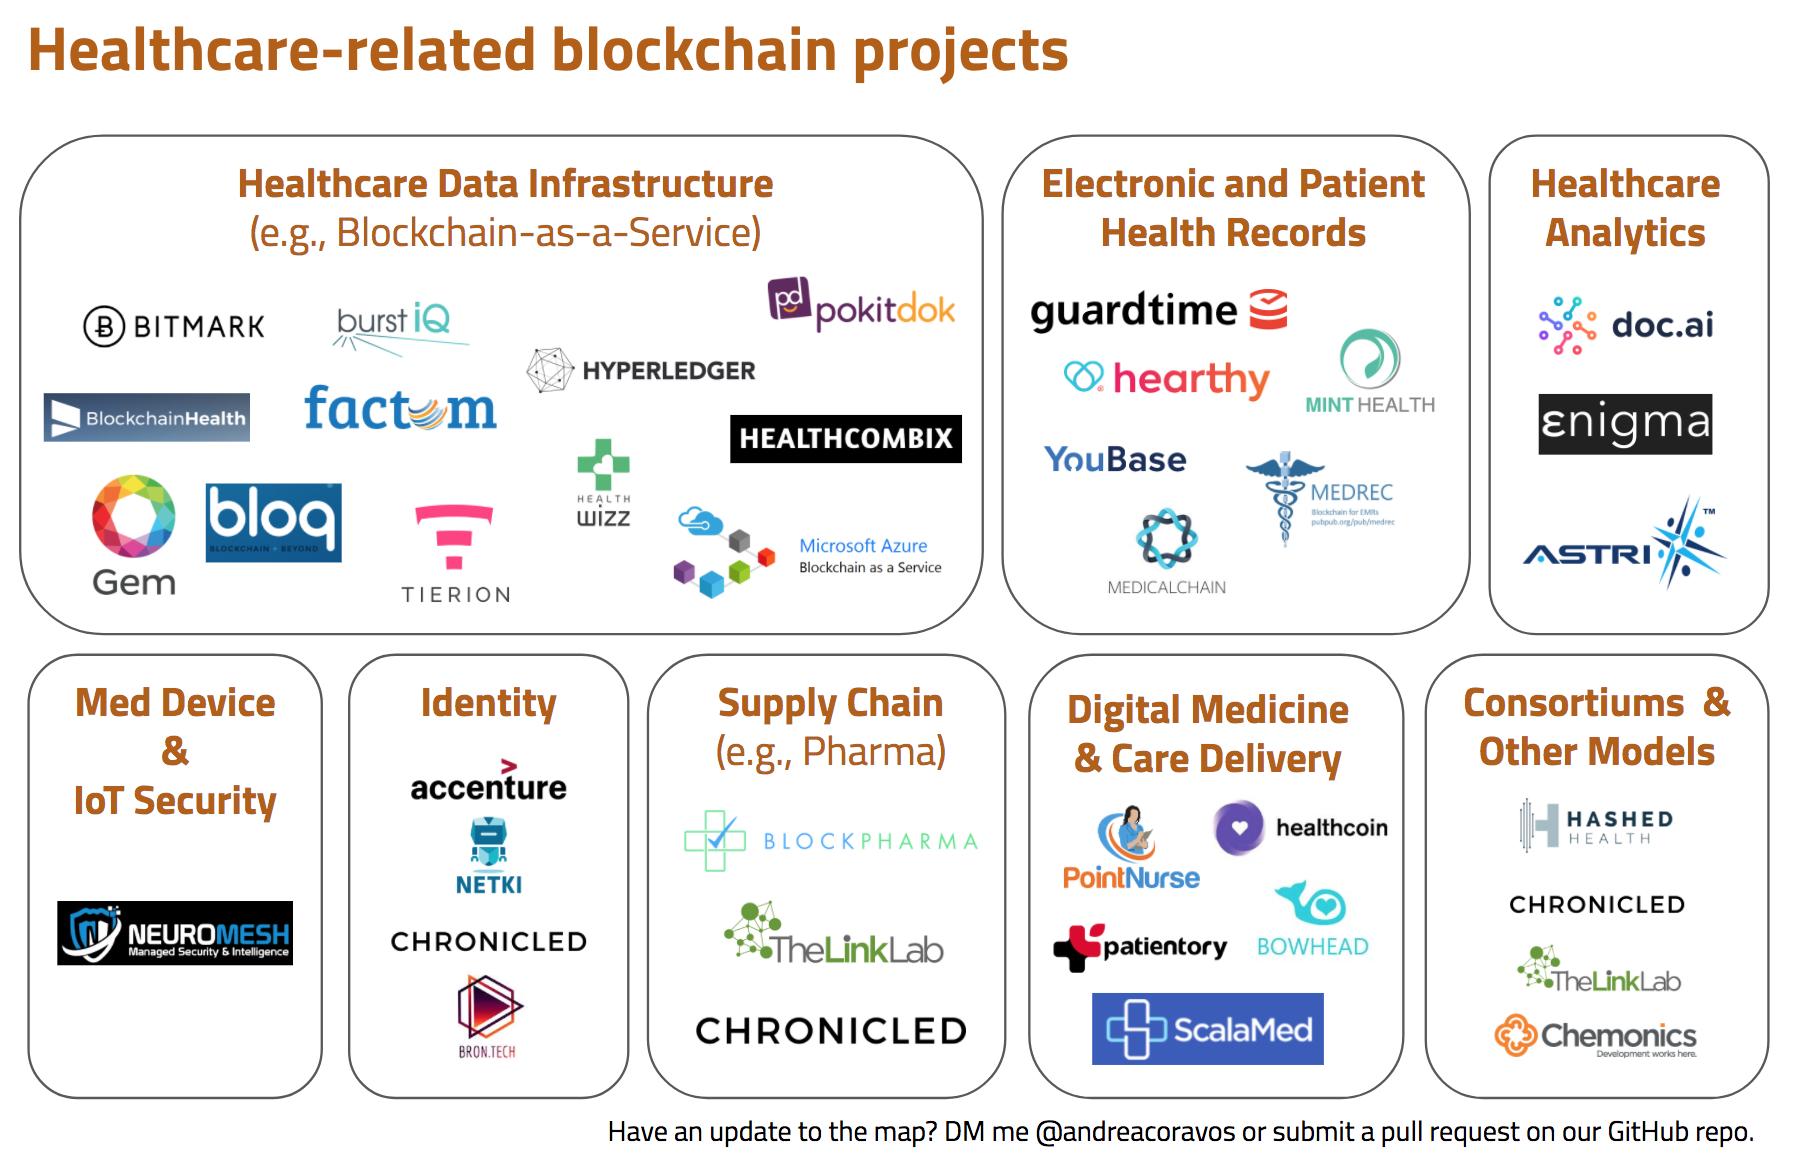 Healthcare-related blockchain projects
Healthcare Data Infrastructure
(e.g., Blockchain-as-a-Service)
BITMARK
burst iQ
pd
pokitdok
HYPERLEDGER
BlockchainHealth
factom
HEALTHCOMBIX
HEALTH
WIZZ
Gem
bloq
BLOCKCHAIN + BEYOND
TIERION
Microsoft Azure
Blockchain as a Service
Electronic and Patient
Health Records
guardtime
hearthy
MINTHEALTH
YouBase
MEDREC
Blockchain for EMRs
pubpub.org/pub/medrec
MEDICALCHAIN
Healthcare
Analytics
doc.ai
εnigma
ASTRI™
Med Device
&
IoT Security
NEUROMESH
Managed Security & Intelligence
Identity
accenture
NETKI
CHRONICLED
BRON.TECH
Supply Chain
(e.g., Pharma)
BLOCKPHARMA
TheLinkLab
CHRONICLED
Digital Medicine
& Care Delivery
PointNurse
healthcoin
patientory
BOWHEAD
ScalaMed
Consortiums &
Other Models
HASHED
HEALTH
CHRONICLED
TheLinkLab
Chemonics
Development works here.
Have an update to the map? DM me @andreacoravos or submit a pull request on our GitHub repo.